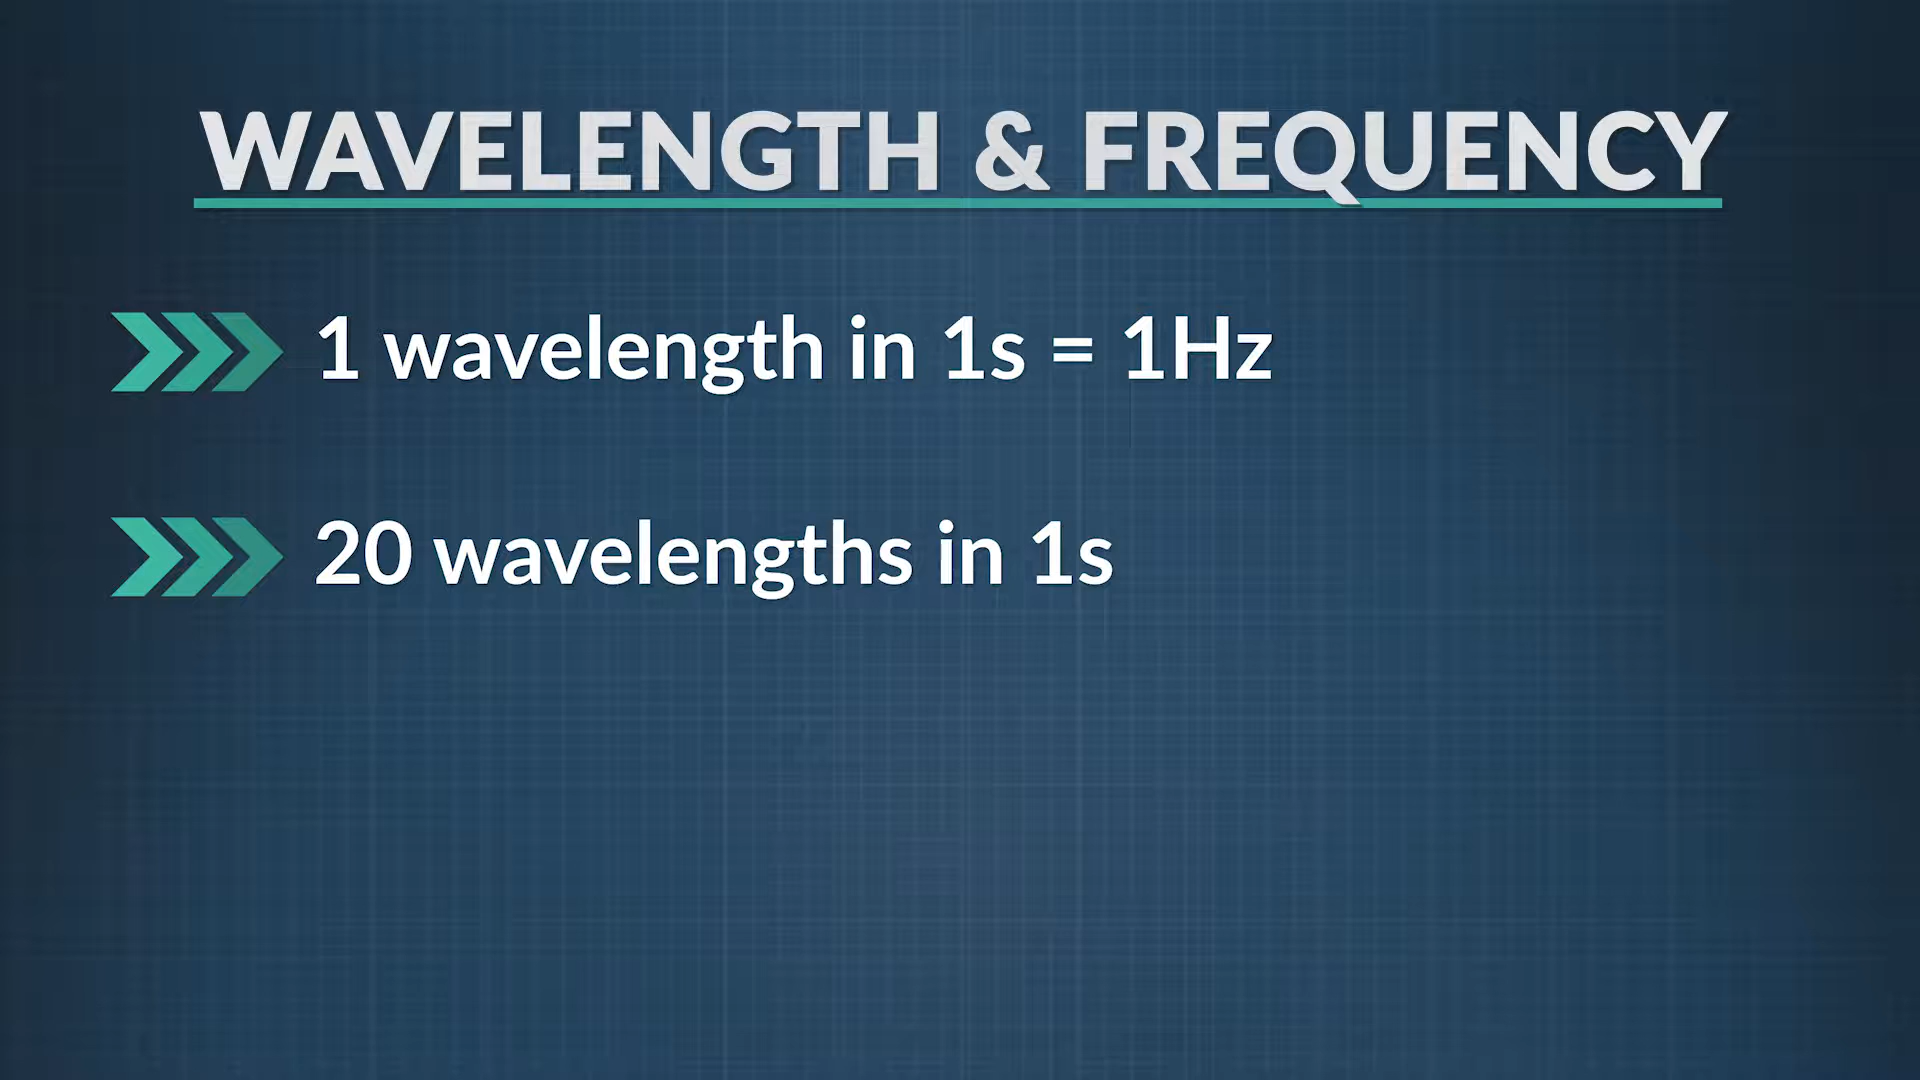 WAVELENGTH & FREQUENCY
1 wavelength in 1s = 1Hz
20 wavelengths in 1s